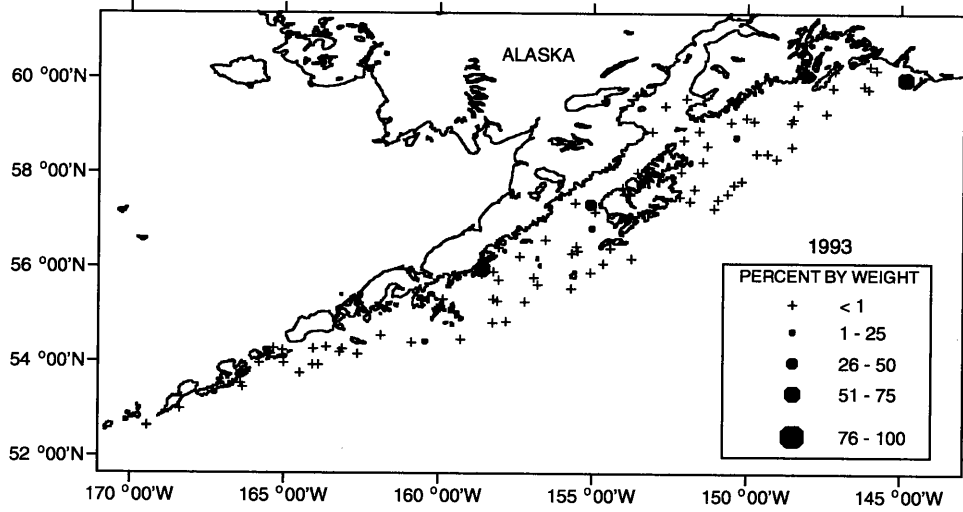 ALASKA
60 °00'N
58 °00'N
56 °00'N
54 °00'N
52 °00'N
1993
PERCENT BY WEIGHT
+ < 1
1 - 25
26 - 50
51 - 75
76 - 100
170 °00'W 165 °00'W 160 °00'W 155 °00'W 150 °00'W 145 °00'W